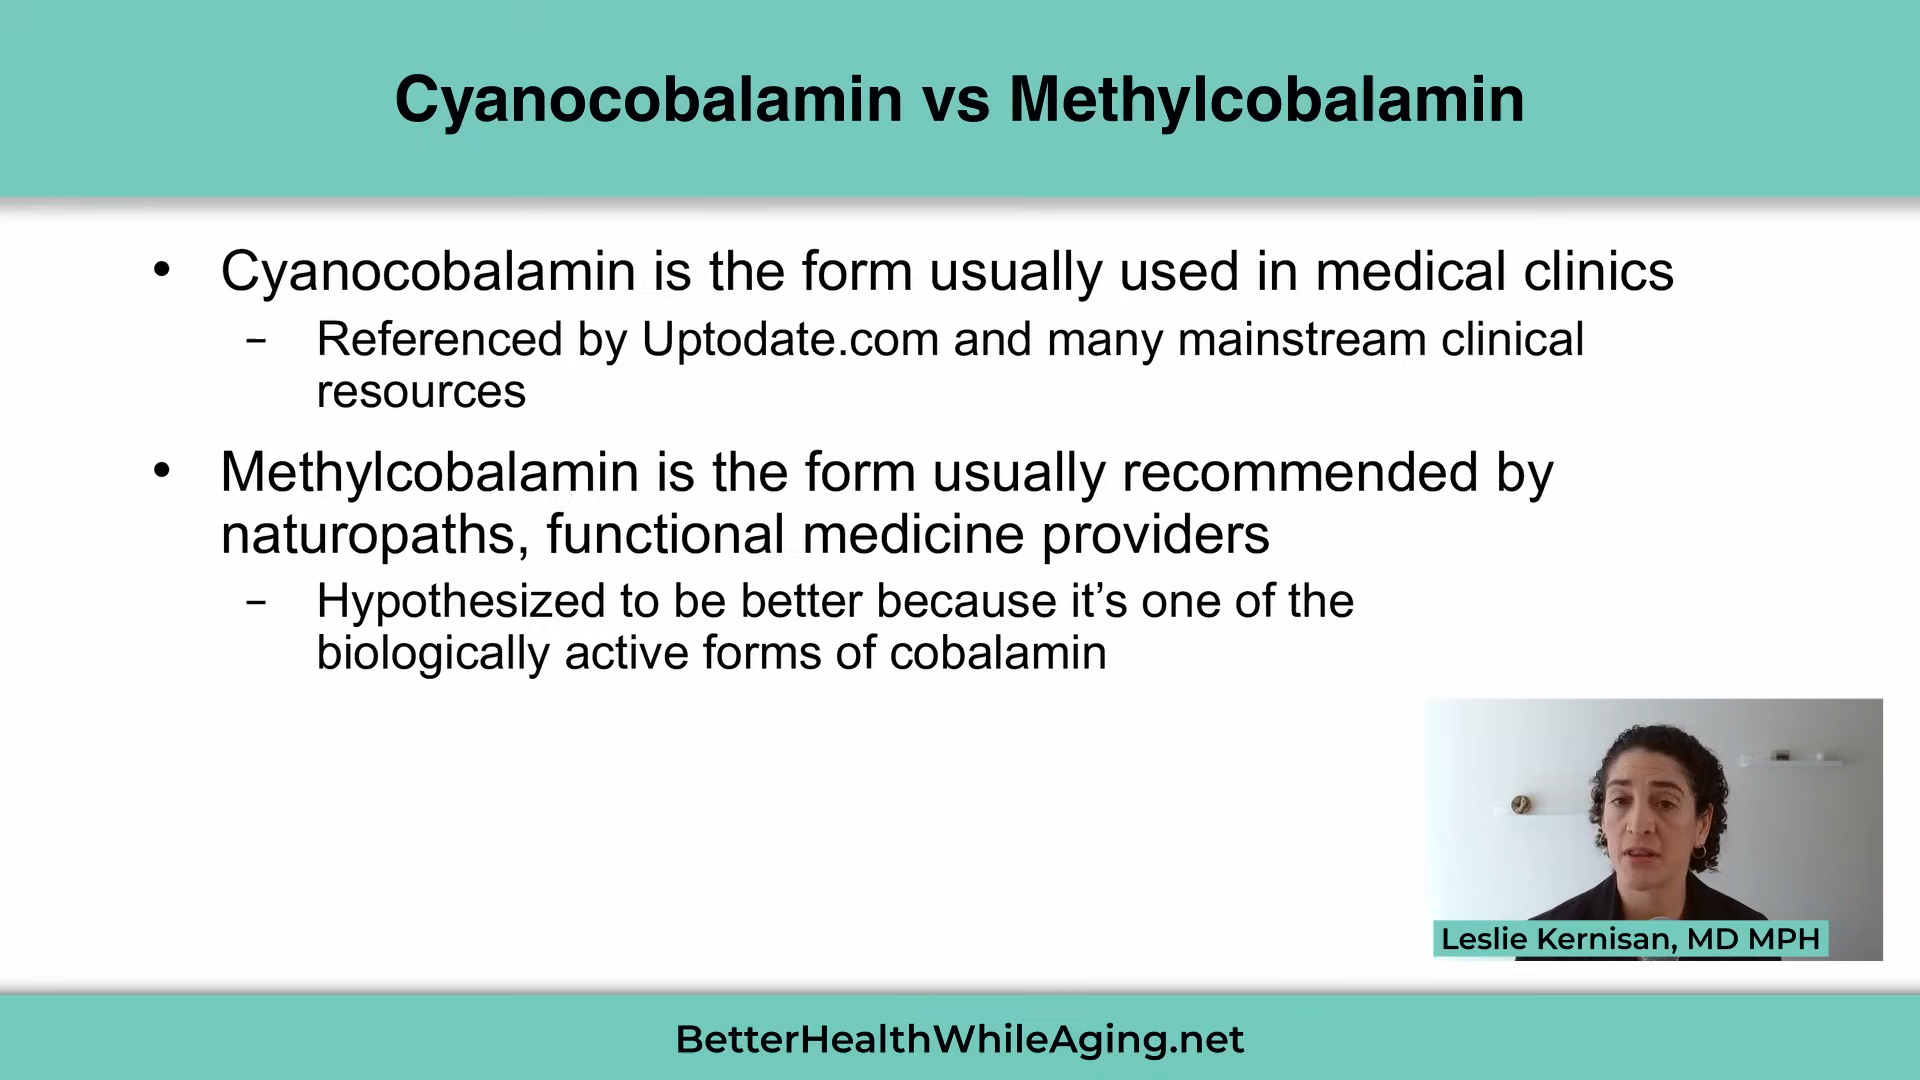 Cyanocobalamin vs Methylcobalamin
• Cyanocobalamin is the form usually used in medical clinics
– Referenced by Uptodate.com and many mainstream clinical
resources
• Methylcobalamin is the form usually recommended by
naturopaths, functional medicine providers
– Hypothesized to be better because it’s one of the
biologically active forms of cobalamin
Leslie Kernisan, MD MPH
BetterHealthWhileAging.net